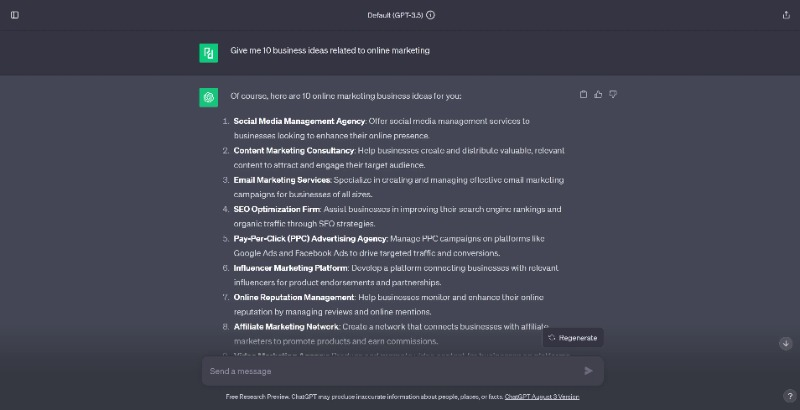 Default (GPT-3.5)
Give me 10 business ideas related to online marketing
Of course, here are 10 online marketing business ideas for you:
1. Social Media Management Agency: Offer social media management services to
businesses looking to enhance their online presence.
2. Content Marketing Consultancy: Help businesses create and distribute valuable, relevant
content to attract and engage their target audience.
3. Email Marketing Services: Specialize in creating and managing effective email marketing
campaigns for businesses of all sizes.
4. SEO Optimization Firm: Assist businesses in improving their search engine rankings and
organic traffic through SEO strategies.
5. Pay-Per-Click (PPC) Advertising Agency: Manage PPC campaigns on platforms like
Google Ads and Facebook Ads to drive targeted traffic and conversions.
6. Influencer Marketing Platform: Develop a platform connecting businesses with relevant
influencers for product endorsements and partnerships.
7. Online Reputation Management: Help businesses monitor and enhance their online
reputation by managing reviews and online mentions.
8. Affiliate Marketing Network: Create a network that connects businesses with affiliate
marketers to promote products and earn commissions.
Regenerate
Send a message
Free Research Preview. ChatGPT may produce inaccurate information about people, places, or facts. ChatGPT August 3 Version
?